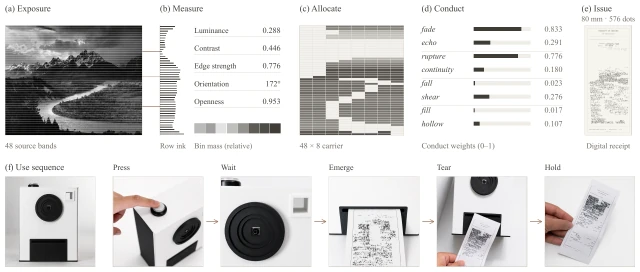 (a) Exposure
48 source bands
(b) Measure
Luminance 0.288
Contrast 0.446
Edge strength 0.776
Orientation 172°
Openness 0.953
Row ink
Bin mass (relative)
(c) Allocate
48 × 8 carrier
(d) Conduct
fade 0.833
echo 0.291
rupture 0.776
continuity 0.180
fall 0.023
shear 0.276
fill 0.017
hollow 0.107
Conduct weights (0–1)
(e) Issue
80 mm · 576 dots
Digital receipt
(f) Use sequence
Press
Wait
Emerge
Tear
Hold